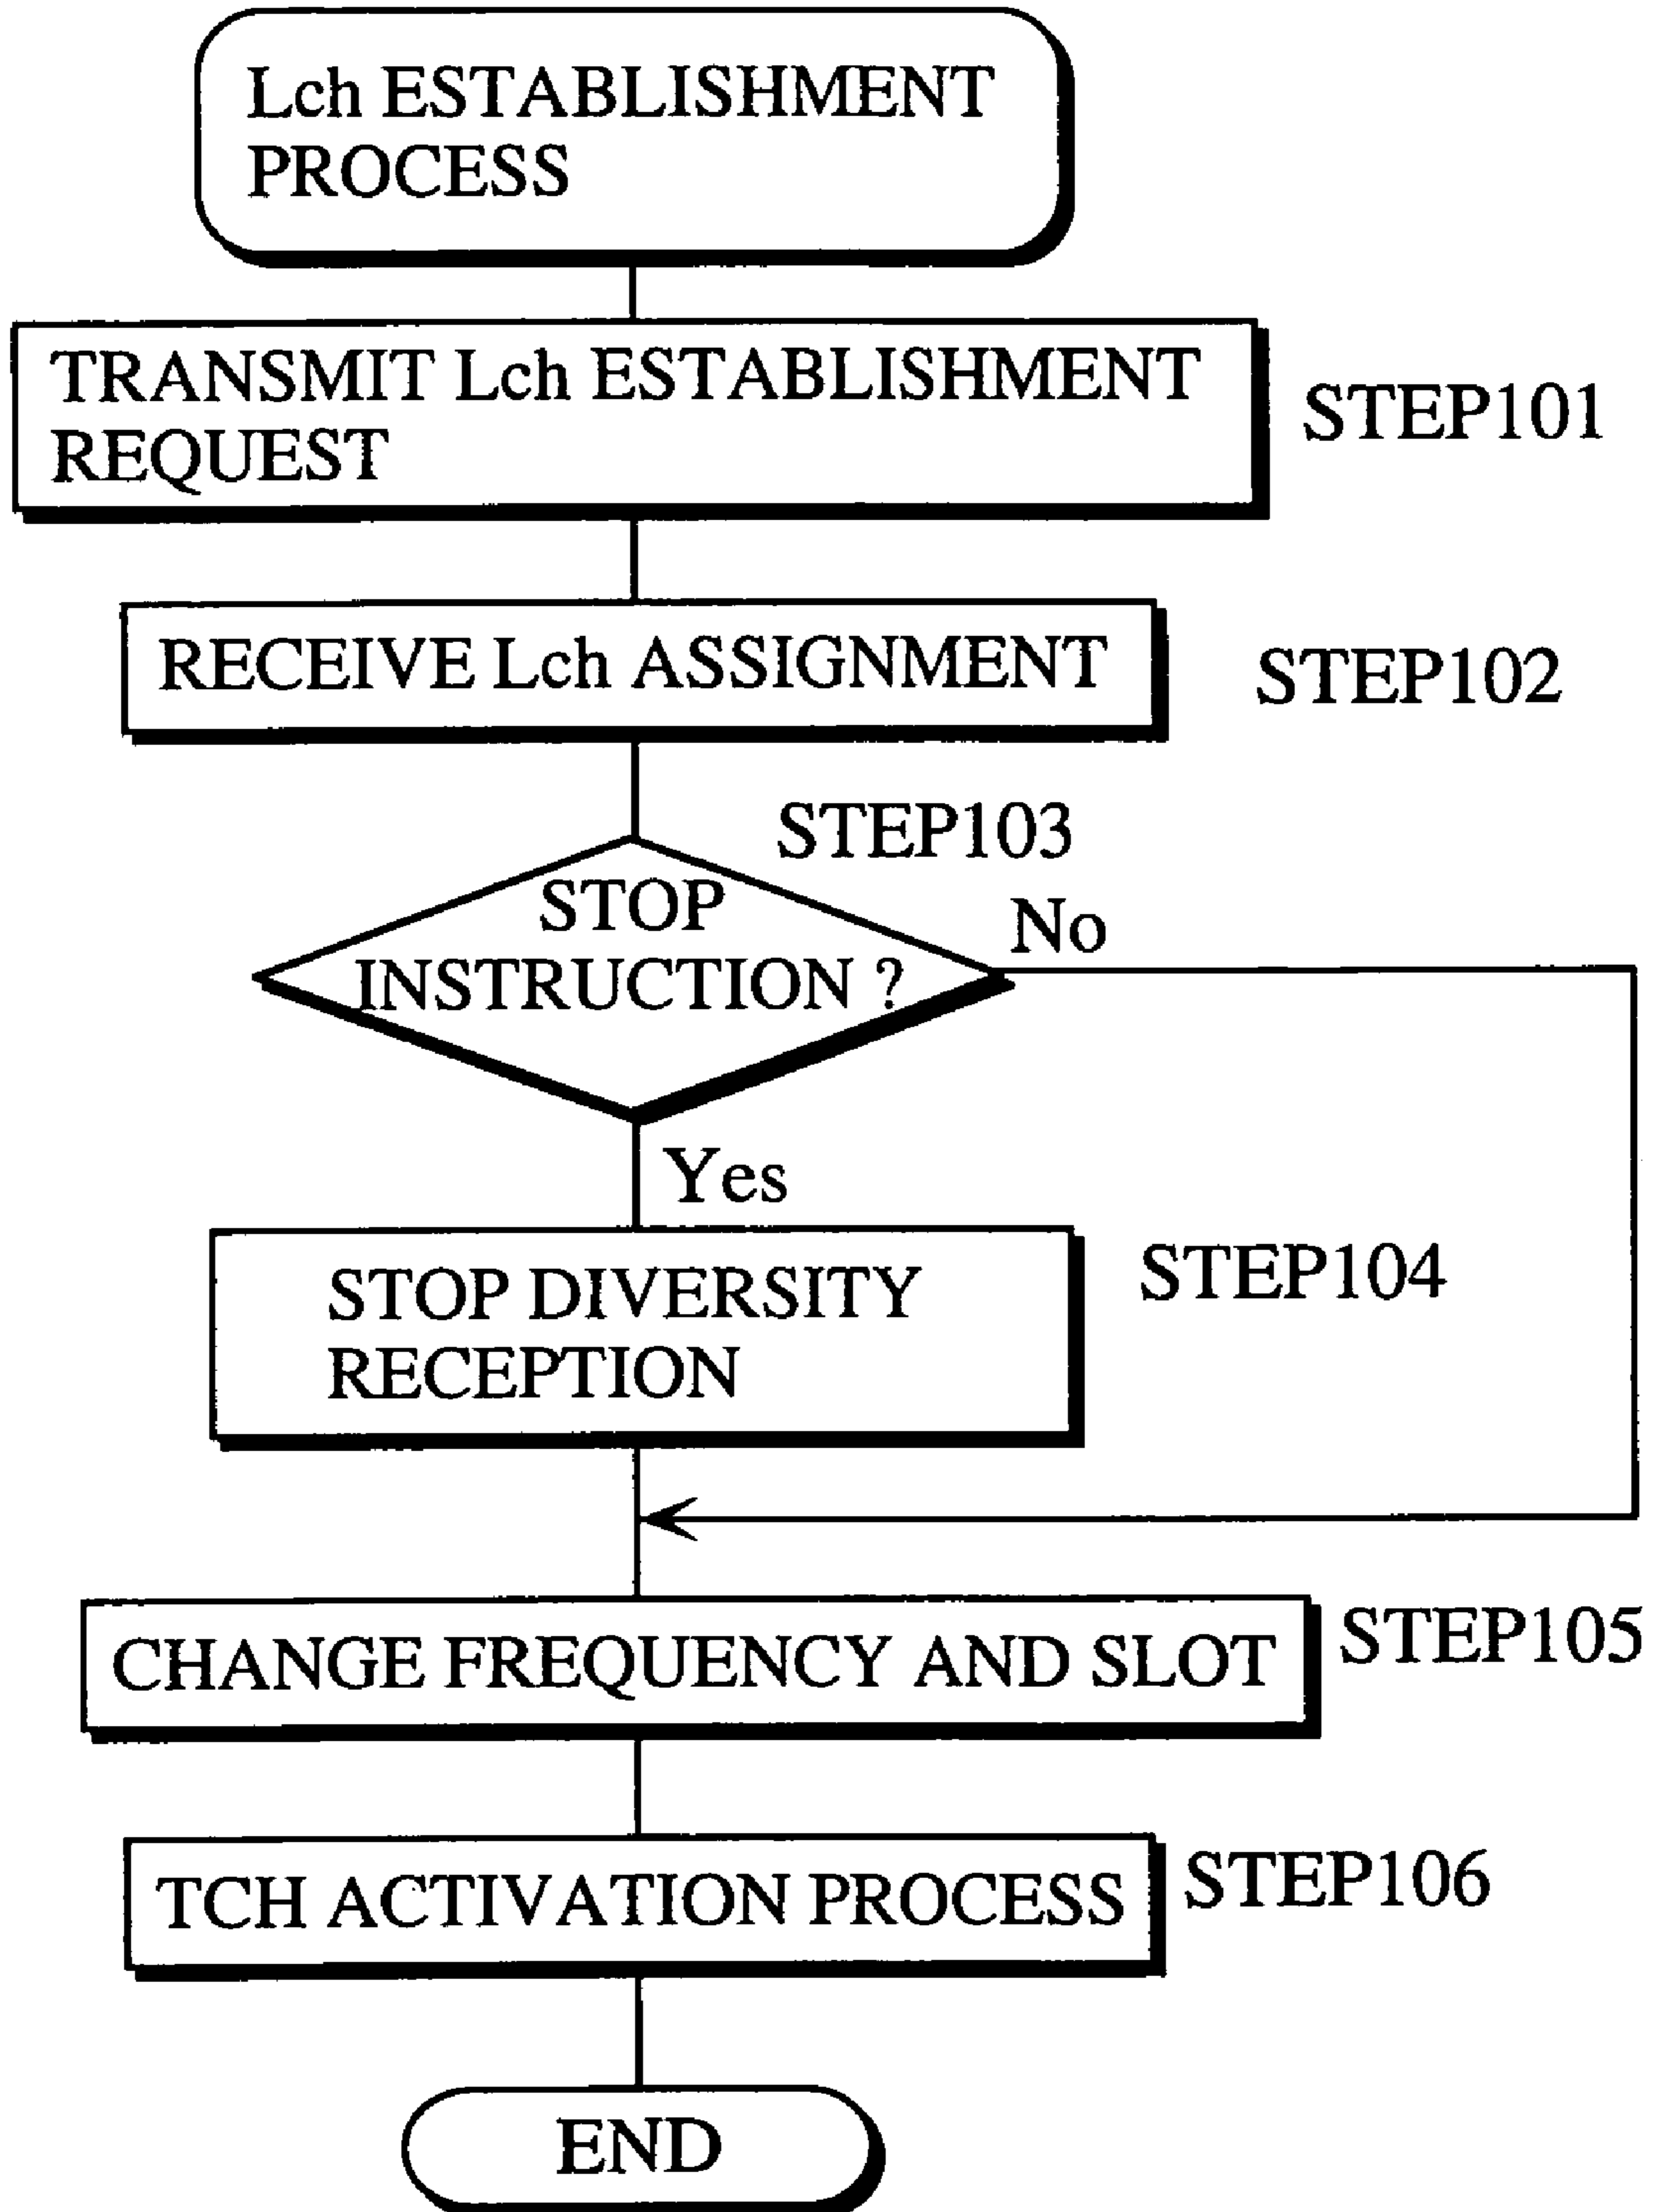 Lch ESTABLISHMENT
PROCESS
TRANSMIT Lch ESTABLISHMENT
REQUEST
STEP101
RECEIVE Lch ASSIGNMENT
STEP102
STEP103
STOP
INSTRUCTION ?
No
Yes
STOP DIVERSITY
RECEPTION
STEP104
CHANGE FREQUENCY AND SLOT
STEP105
TCH ACTIVATION PROCESS
STEP106
END